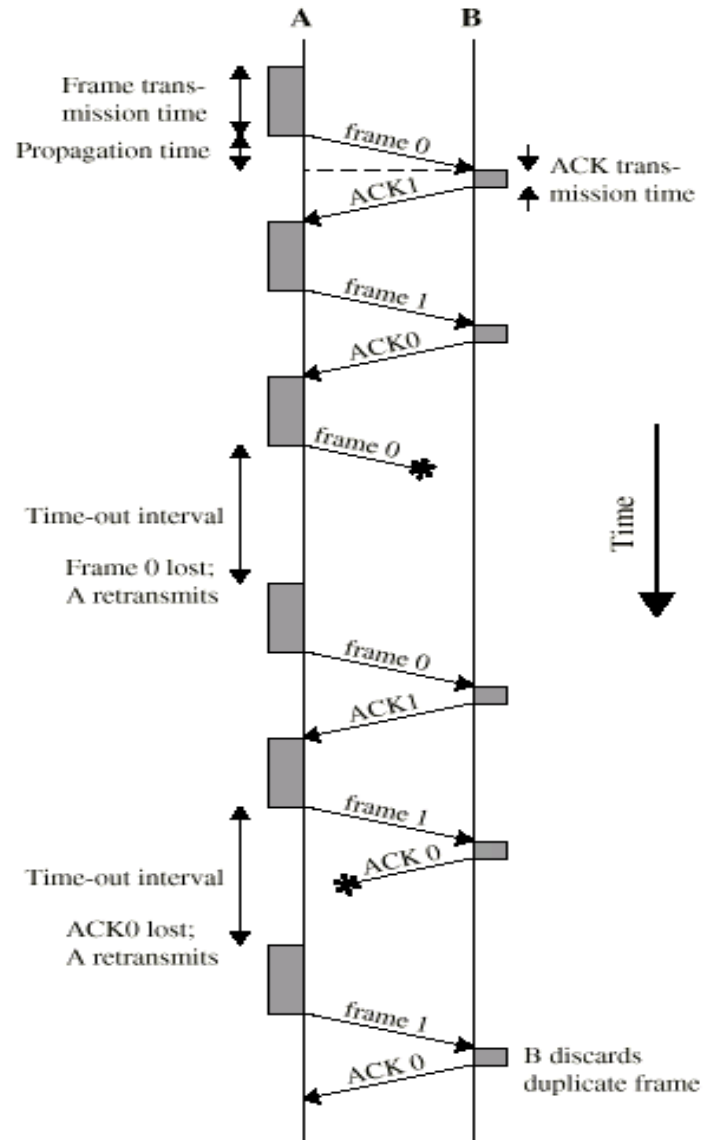 A
B
Frame trans-
mission time
frame 0
Propagation time
ACK trans-
mission time
ACK1
frame 1
ACK0
frame 0
Time-out interval
Time
Frame 0 lost;
A retransmits
frame 0
ACK1
frame 1
ACK 0
Time-out interval
ACK0 lost;
A retransmits
frame 1
B discards
duplicate frame
ACK 0